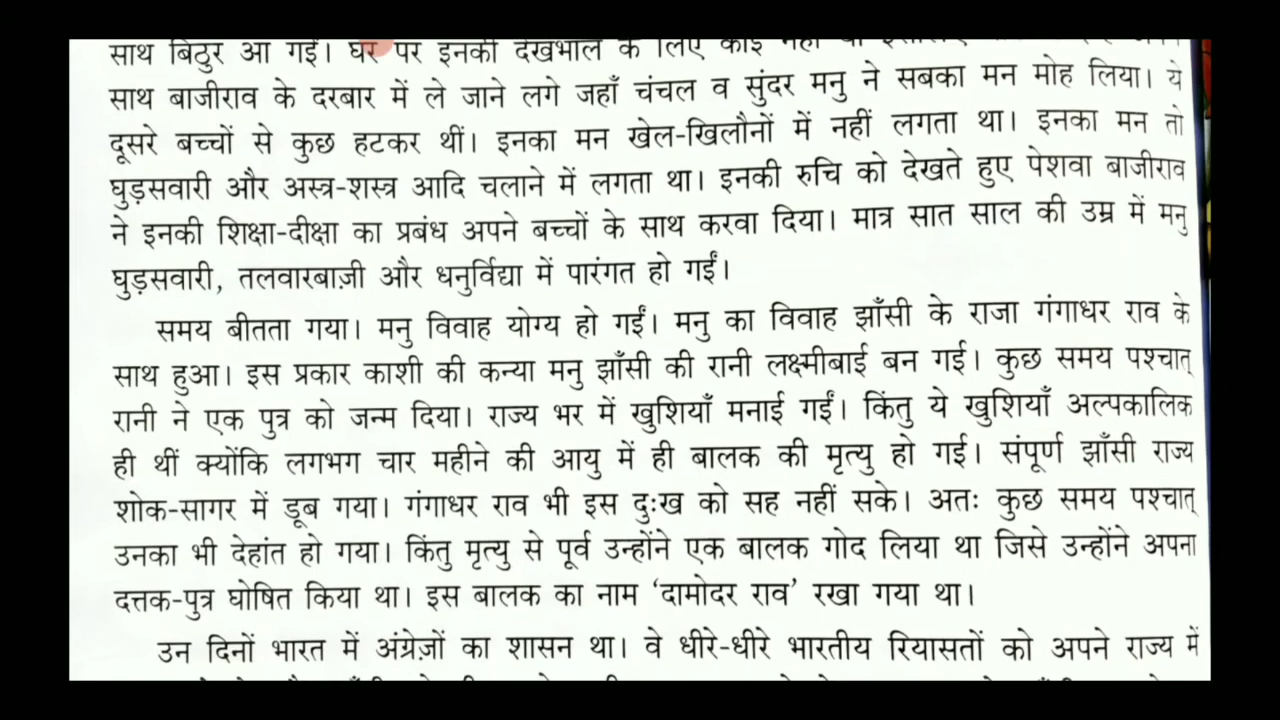 साथ बिठुर आ गईं। घर पर इनकी देखभाल के लिए कोई नहीं था
साथ बाजीराव के दरबार में ले जाने लगे जहाँ चंचल व सुंदर मनु ने सबका मन मोह लिया। ये
दूसरे बच्चों से कुछ हटकर थीं। इनका मन खेल-खिलौनों में नहीं लगता था। इनका मन तो
घुड़सवारी और अस्त्र-शस्त्र आदि चलाने में लगता था। इनकी रुचि को देखते हुए पेशवा बाजीराव
ने इनकी शिक्षा-दीक्षा का प्रबंध अपने बच्चों के साथ करवा दिया। मात्र सात साल की उम्र में मनु
घुड़सवारी, तलवारबाज़ी और धनुर्विद्या में पारंगत हो गईं।
समय बीतता गया। मनु विवाह योग्य हो गईं। मनु का विवाह झाँसी के राजा गंगाधर राव के
साथ हुआ। इस प्रकार काशी की कन्या मनु झाँसी की रानी लक्ष्मीबाई बन गई। कुछ समय पश्चात्
रानी ने एक पुत्र को जन्म दिया। राज्य भर में खुशियाँ मनाई गईं। किंतु ये खुशियाँ अल्पकालिक
ही थीं क्योंकि लगभग चार महीने की आयु में ही बालक की मृत्यु हो गई। संपूर्ण झाँसी राज्य
शोक-सागर में डूब गया। गंगाधर राव भी इस दुःख को सह नहीं सके। अतः कुछ समय पश्चात्
उनका भी देहांत हो गया। किंतु मृत्यु से पूर्व उन्होंने एक बालक गोद लिया था जिसे उन्होंने अपना
दत्तक-पुत्र घोषित किया था। इस बालक का नाम ‘दामोदर राव’ रखा गया था।
उन दिनों भारत में अंग्रेज़ों का शासन था। वे धीरे-धीरे भारतीय रियासतों को अपने राज्य में